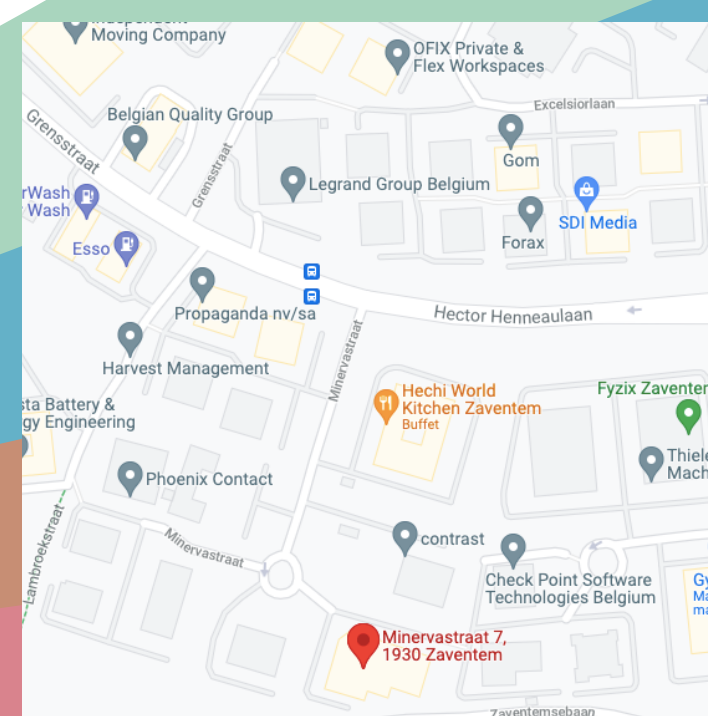 Moving Company
OFIX Private &
Flex Workspaces
Excelsiorlaan
Belgian Quality Group
Grensstraat
Grensstraat
Gom
Legrand Group Belgium
rWash
Wash
SDI Media
Forax
Esso
Propaganda nv/sa
Hector Henneaulaan
Minervastraat
Harvest Management
Hechi World
Kitchen Zaventem
Buffet
Fyzix Zaventem
sta Battery &
gy Engineering
Thiele
Mach
Phoenix Contact
contrast
Minervastraat
Lambroekstraat
Check Point Software
Technologies Belgium
Gy
Ma
ma
Minervastraat 7,
1930 Zaventem
Zaventemsebaan